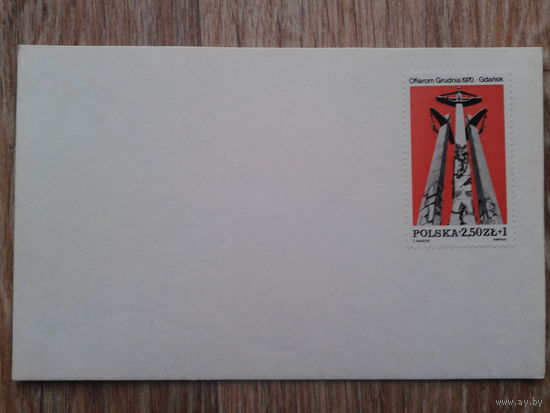 Ofiarom Grudnia 1970 · Gdańsk
POLSKA·2,50 ZŁ+1
www.ay.by